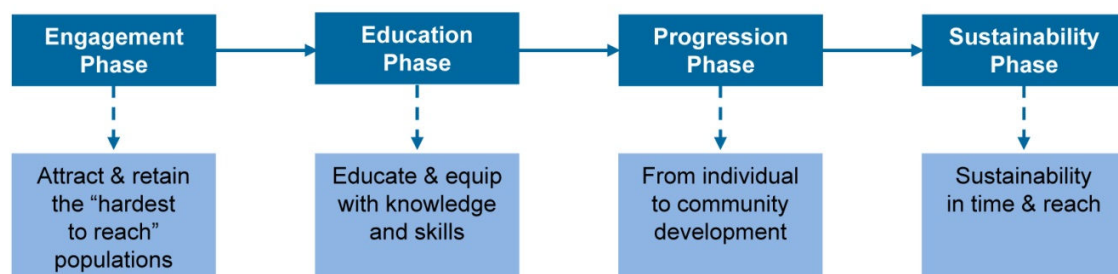 Engagement
Phase
Education
Phase
Progression
Phase
Sustainability
Phase
Attract & retain
the “hardest
to reach”
populations
Educate & equip
with knowledge
and skills
From individual
to community
development
Sustainability
in time & reach